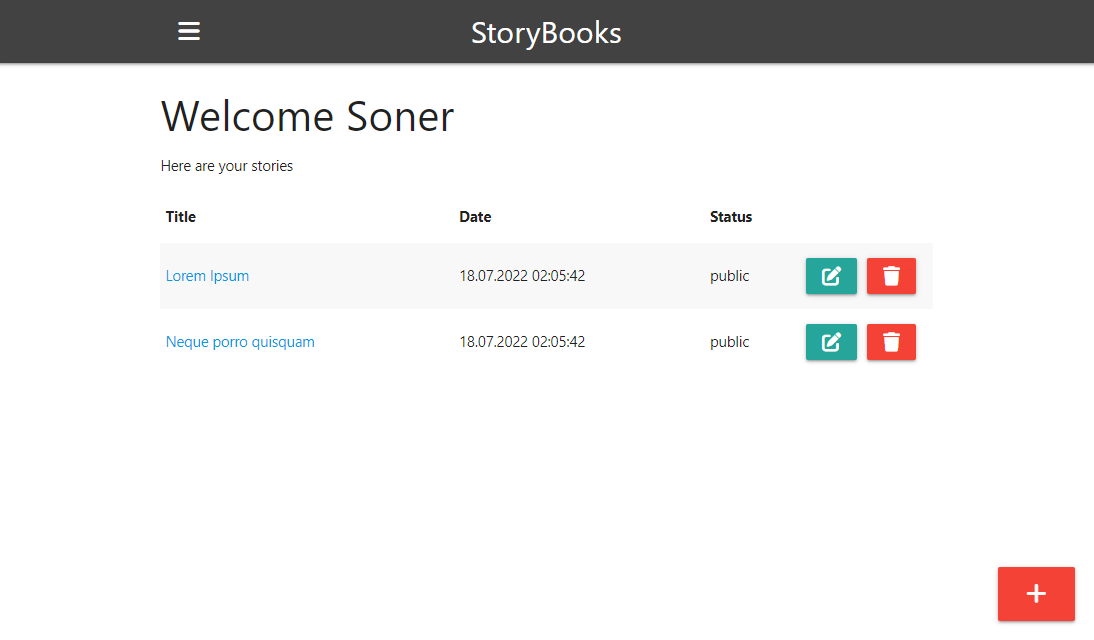 StoryBooks
Welcome Soner
Here are your stories
Title Date Status
Lorem Ipsum 18.07.2022 02:05:42 public
Neque porro quisquam 18.07.2022 02:05:42 public